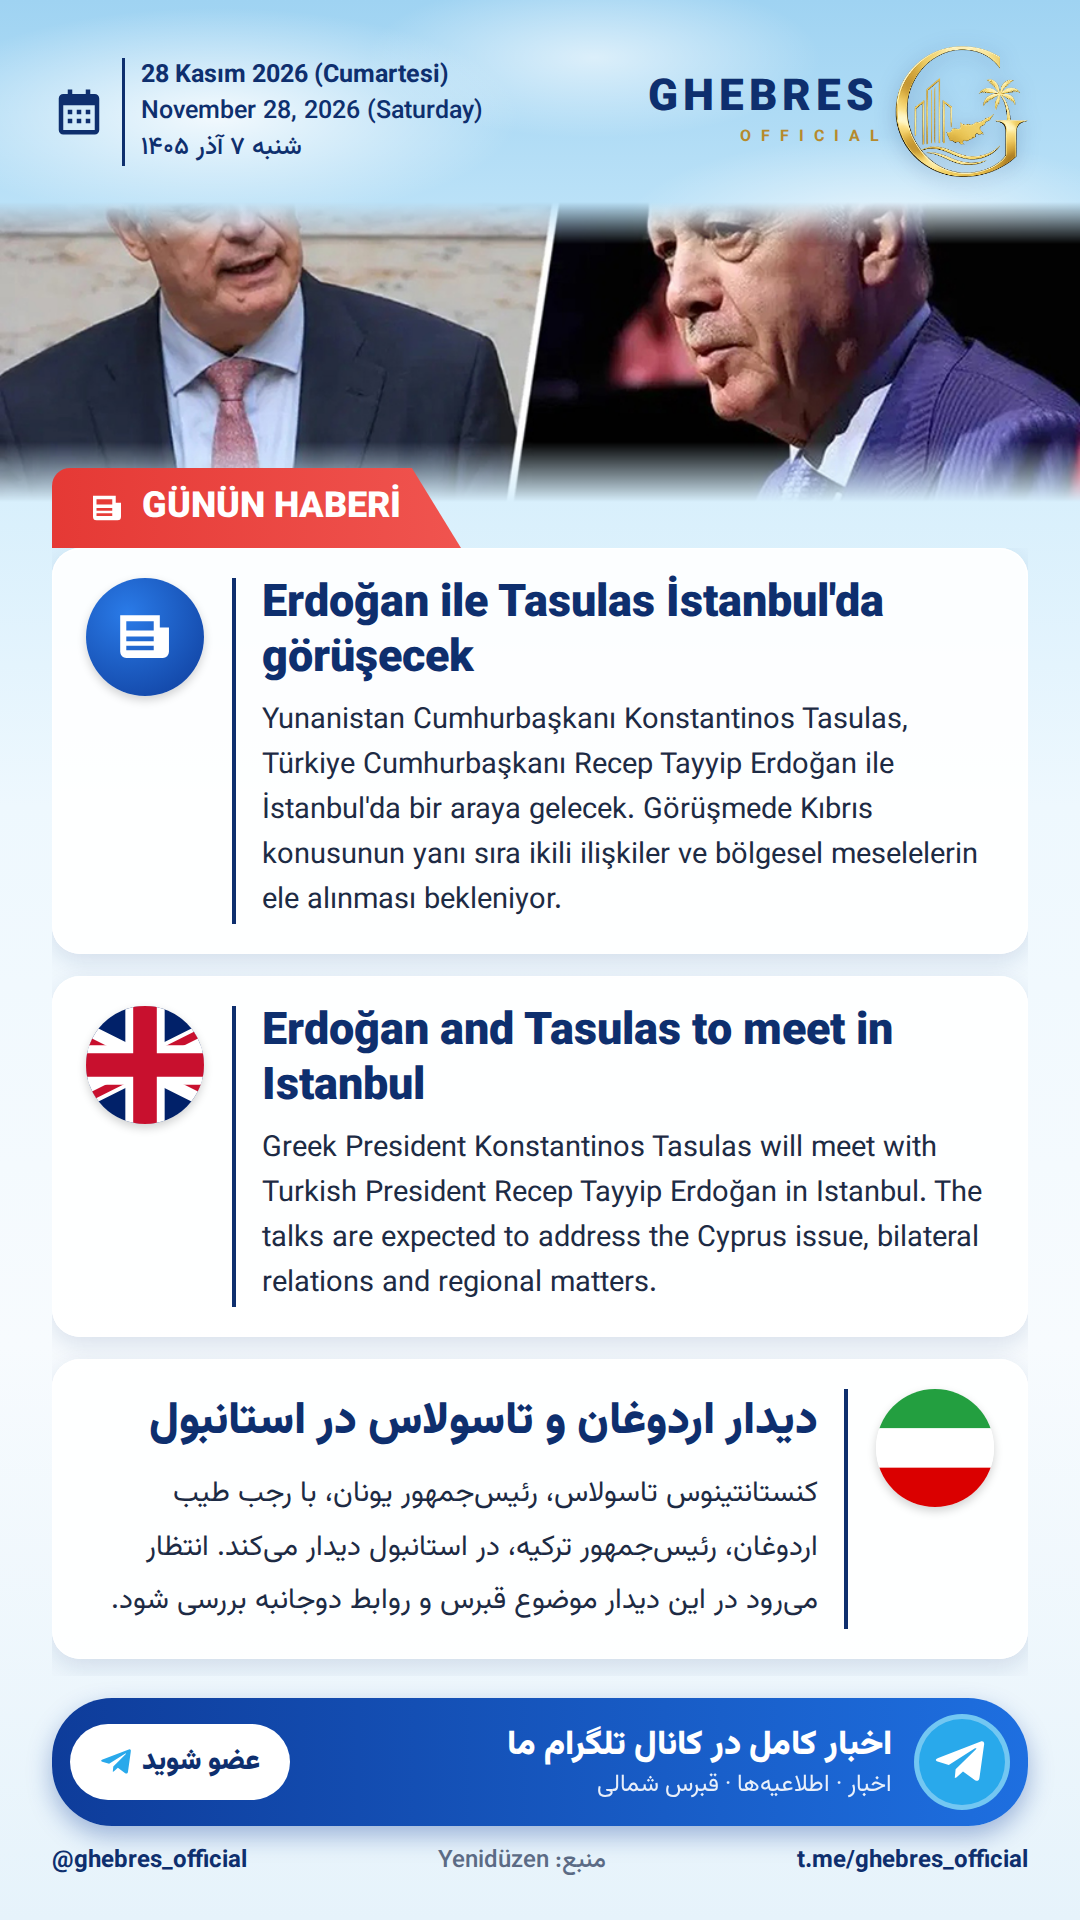 28 Kasım 2026 (Cumartesi)
November 28, 2026 (Saturday)
شنبه ۷ آذر ۱۴۰۵
GHEBRES
OFFICIAL
GÜNÜN HABERİ
Erdoğan ile Tasulas İstanbul'da
görüşecek
Yunanistan Cumhurbaşkanı Konstantinos Tasulas,
Türkiye Cumhurbaşkanı Recep Tayyip Erdoğan ile
İstanbul'da bir araya gelecek. Görüşmede Kıbrıs
konusunun yanı sıra ikili ilişkiler ve bölgesel meselelerin
ele alınması bekleniyor.
Erdoğan and Tasulas to meet in
Istanbul
Greek President Konstantinos Tasulas will meet with
Turkish President Recep Tayyip Erdoğan in Istanbul. The
talks are expected to address the Cyprus issue, bilateral
relations and regional matters.
دیدار اردوغان و تاسولاس در استانبول
کنستانتینوس تاسولاس، رئیس‌جمهور یونان، با رجب طیب
اردوغان، رئیس‌جمهور ترکیه، در استانبول دیدار می‌کند. انتظار
می‌رود در این دیدار موضوع قبرس و روابط دوجانبه بررسی شود.
اخبار کامل در کانال تلگرام ما
اخبار · اطلاعیه‌ها · قبرس شمالی
عضو شوید
@ghebres_official
منبع: Yenidüzen
t.me/ghebres_official